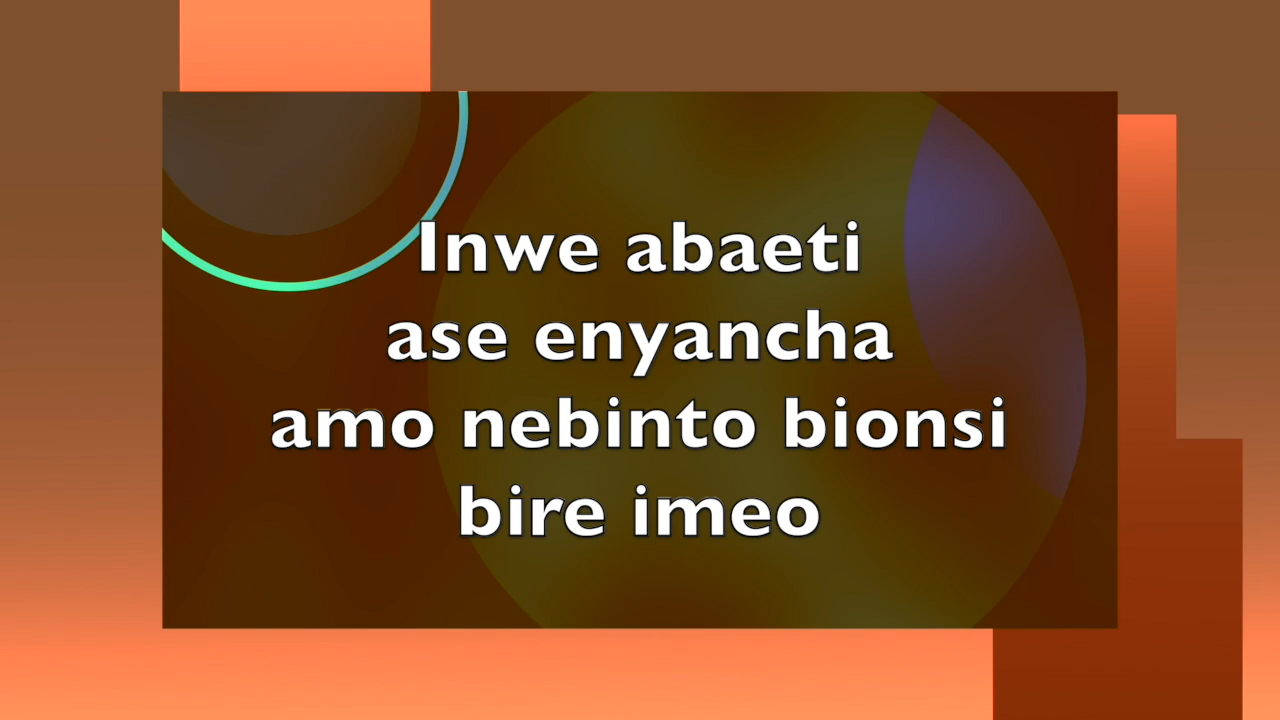 Inwe abaeti
ase enyancha
amo nebinto bionsi
bire imeo